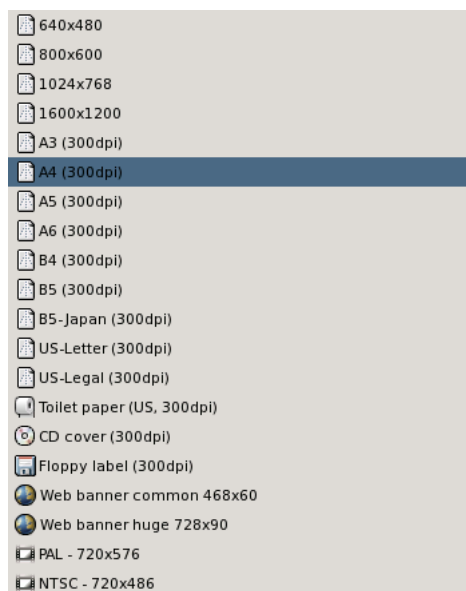 640x480
800x600
1024x768
1600x1200
A3 (300dpi)
A4 (300dpi)
A5 (300dpi)
A6 (300dpi)
B4 (300dpi)
B5 (300dpi)
B5-Japan (300dpi)
US-Letter (300dpi)
US-Legal (300dpi)
Toilet paper (US, 300dpi)
CD cover (300dpi)
Floppy label (300dpi)
Web banner common 468x60
Web banner huge 728x90
PAL - 720x576
NTSC - 720x486